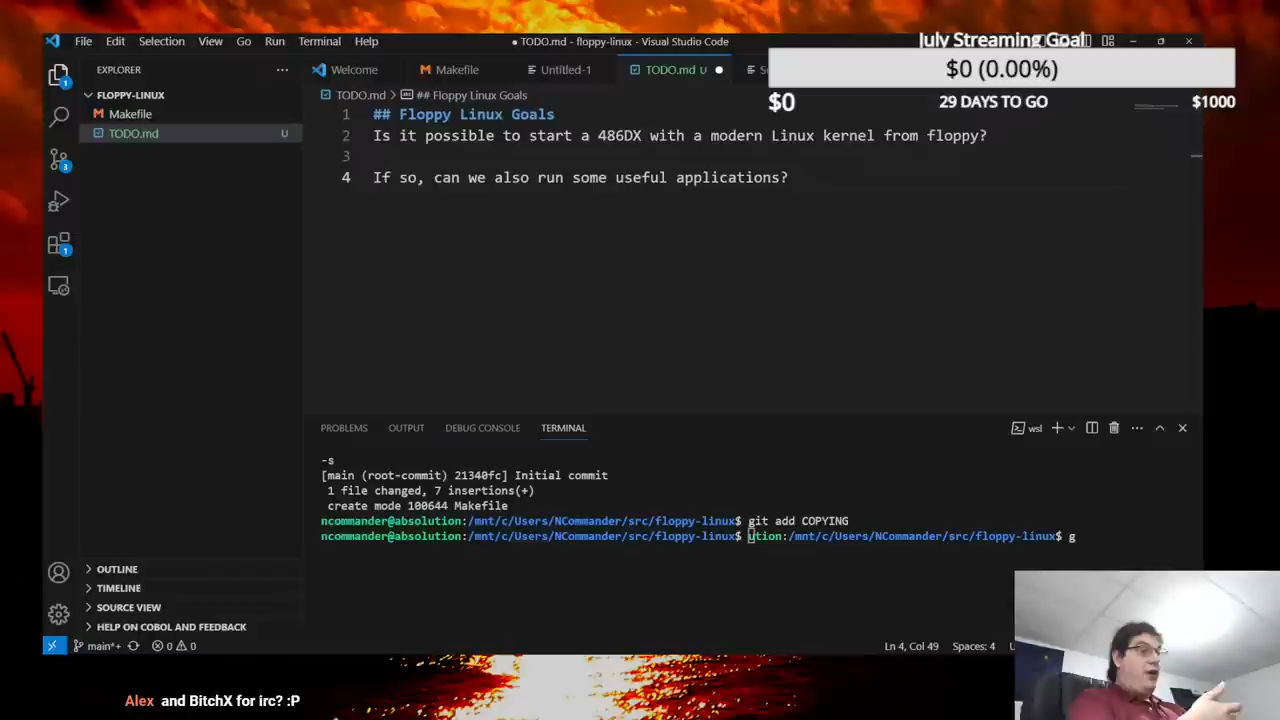 File Edit Selection View Go Run Terminal Help
● TODO.md - floppy-linux - Visual Studio Code
July Streaming Goal
$0 (0.00%)
$0 29 DAYS TO GO $1000
EXPLORER
Welcome Makefile Untitled-1 TODO.md U
FLOPPY-LINUX
Makefile
TODO.md U
TODO.md > ## Floppy Linux Goals
1 ## Floppy Linux Goals
2 Is it possible to start a 486DX with a modern Linux kernel from floppy?
3
4 If so, can we also run some useful applications?
1
3
1
PROBLEMS OUTPUT DEBUG CONSOLE TERMINAL
wsl
-s
[main (root-commit) 21340fc] Initial commit
1 file changed, 7 insertions(+)
create mode 100644 Makefile
ncommander@absolution:/mnt/c/Users/NCommander/src/floppy-linux$ git add COPYING
ncommander@absolution:/mnt/c/Users/NCommander/src/floppy-linux$ ution:/mnt/c/Users/NCommander/src/floppy-linux$ g
OUTLINE
TIMELINE
SOURCE VIEW
HELP ON COBOL AND FEEDBACK
main*+ 0 0
Ln 4, Col 49 Spaces: 4
Alex and BitchX for irc? :P